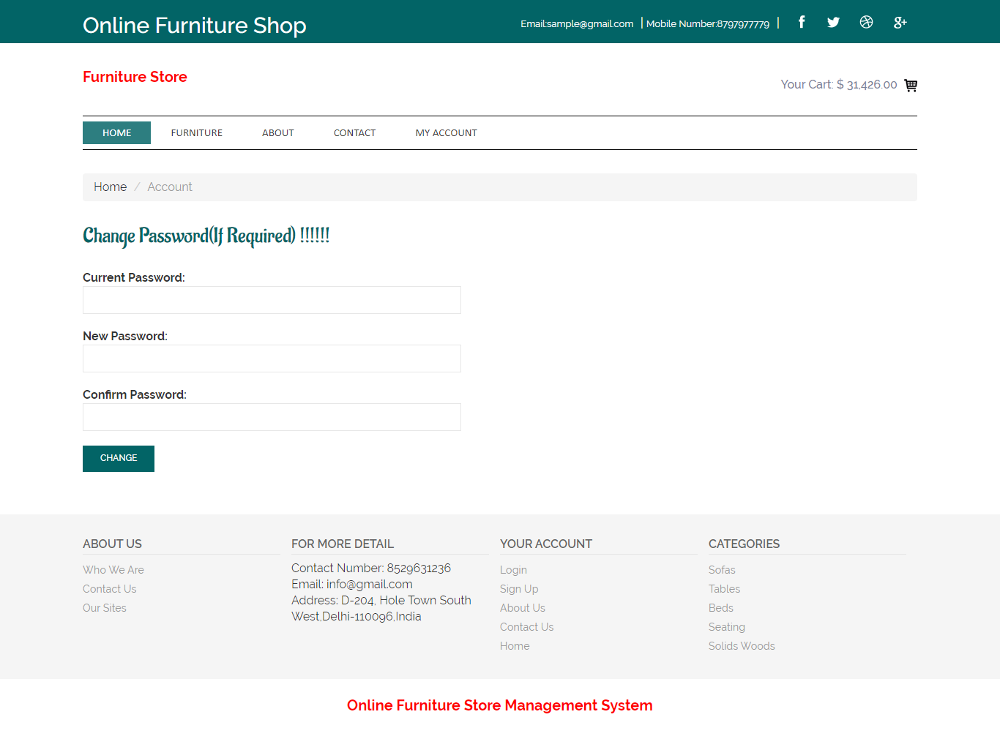 Online Furniture Shop
Email:sample@gmail.com | Mobile Number:8797977779 |
Furniture Store
Your Cart: $ 31,426.00
HOME FURNITURE ABOUT CONTACT MY ACCOUNT
Home / Account
Change Password(If Required) !!!!!!
Current Password:
New Password:
Confirm Password:
CHANGE
ABOUT US
Who We Are
Contact Us
Our Sites
FOR MORE DETAIL
Contact Number: 8529631236
Email: info@gmail.com
Address: D-204, Hole Town South
West,Delhi-110096,India
YOUR ACCOUNT
Login
Sign Up
About Us
Contact Us
Home
CATEGORIES
Sofas
Tables
Beds
Seating
Solids Woods
Online Furniture Store Management System